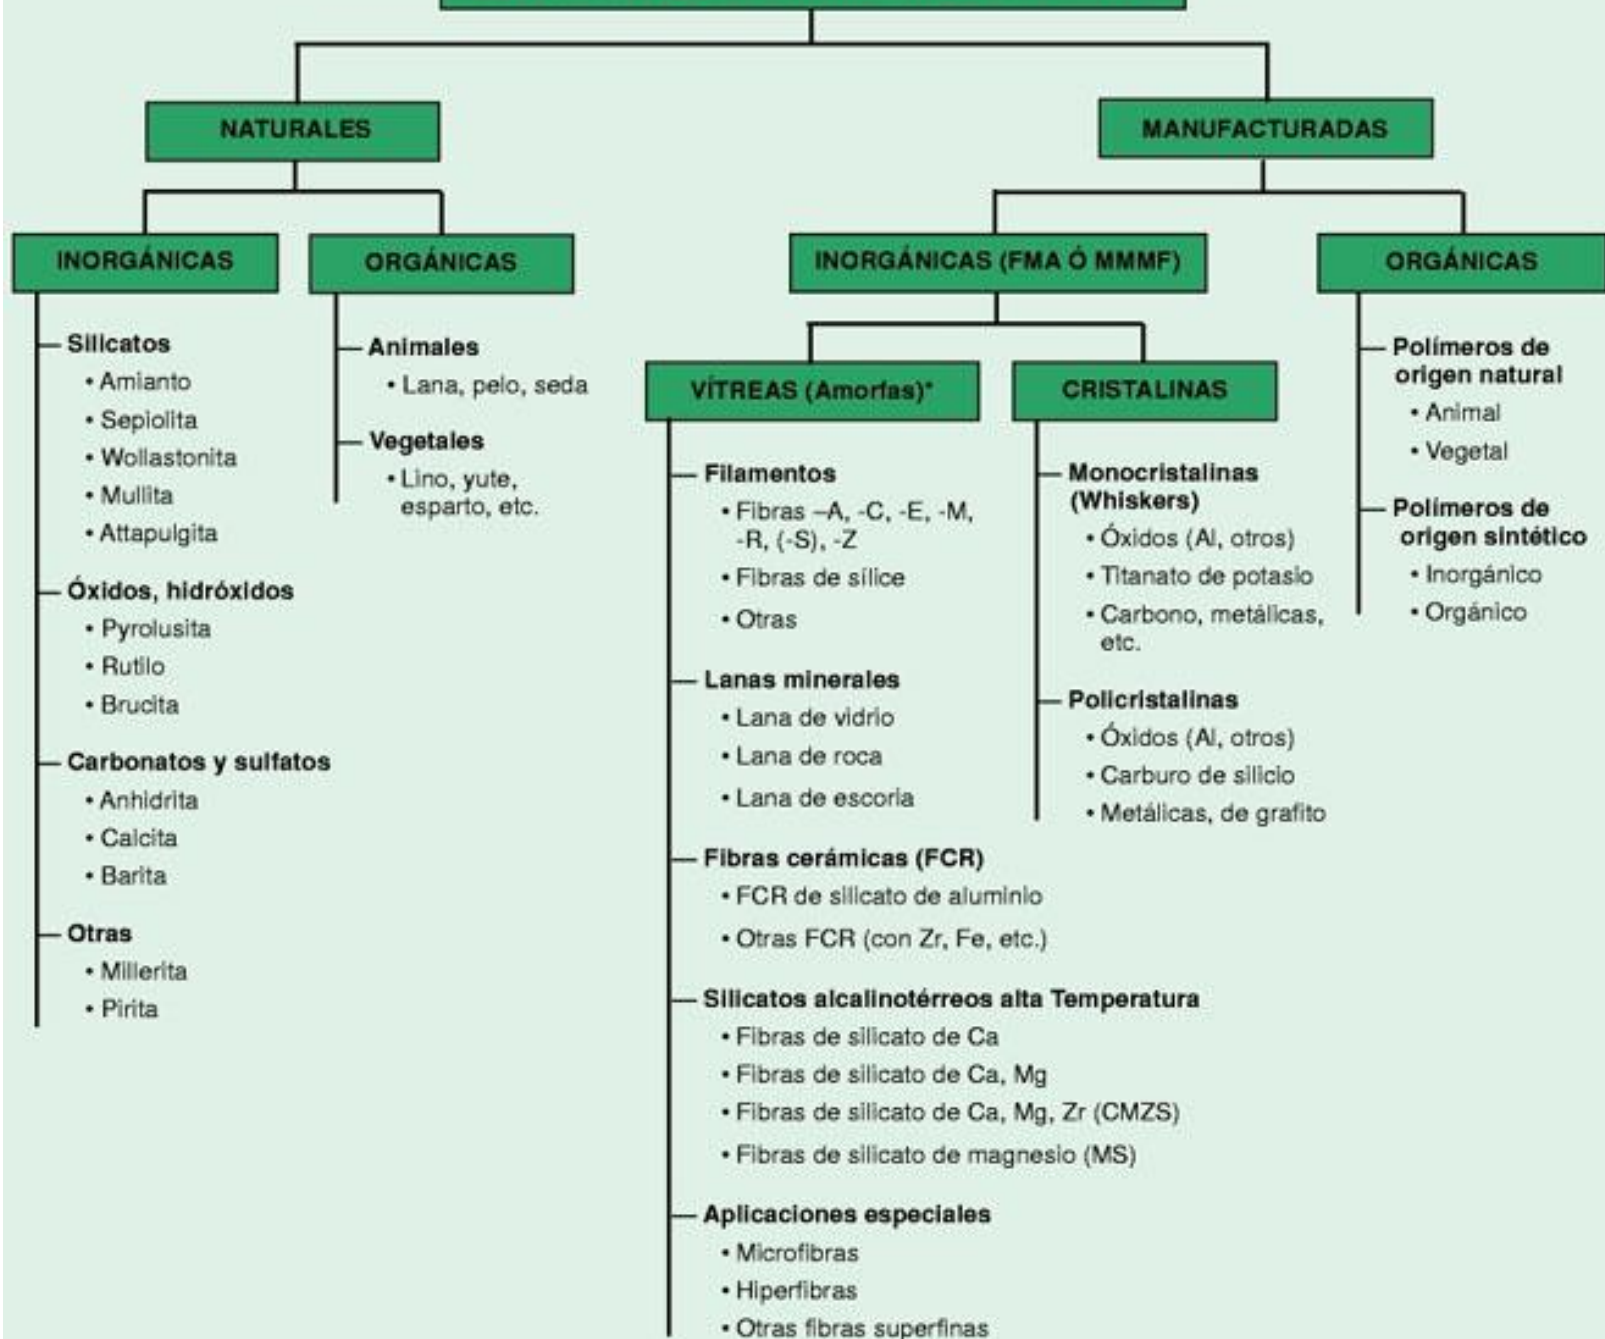 NATURALES
MANUFACTURADAS
INORGÁNICAS
ORGÁNICAS
INORGÁNICAS (FMA Ó MMMF)
ORGÁNICAS
Silicatos
• Amianto
• Sepiolita
• Wollastonita
• Mullita
• Attapulgita
Óxidos, hidróxidos
• Pyrolusita
• Rutilo
• Brucita
Carbonatos y sulfatos
• Anhidrita
• Calcita
• Barita
Otras
• Millerita
• Pirita
Animales
• Lana, pelo, seda
Vegetales
• Lino, yute,
esparto, etc.
VÍTREAS (Amorfas)*
CRISTALINAS
Filamentos
• Fibras –A, -C, -E, -M,
-R, (-S), -Z
• Fibras de sílice
• Otras
Lanas minerales
• Lana de vidrio
• Lana de roca
• Lana de escoria
Fibras cerámicas (FCR)
• FCR de silicato de aluminio
• Otras FCR (con Zr, Fe, etc.)
Silicatos alcalinotérreos alta Temperatura
• Fibras de silicato de Ca
• Fibras de silicato de Ca, Mg
• Fibras de silicato de Ca, Mg, Zr (CMZS)
• Fibras de silicato de magnesio (MS)
Aplicaciones especiales
• Microfibras
• Hiperfibras
• Otras fibras superfinas
Monocristalinas
(Whiskers)
• Óxidos (Al, otros)
• Titanato de potasio
• Carbono, metálicas,
etc.
Policristalinas
• Óxidos (Al, otros)
• Carburo de silicio
• Metálicas, de grafito
Polímeros de
origen natural
• Animal
• Vegetal
Polímeros de
origen sintético
• Inorgánico
• Orgánico